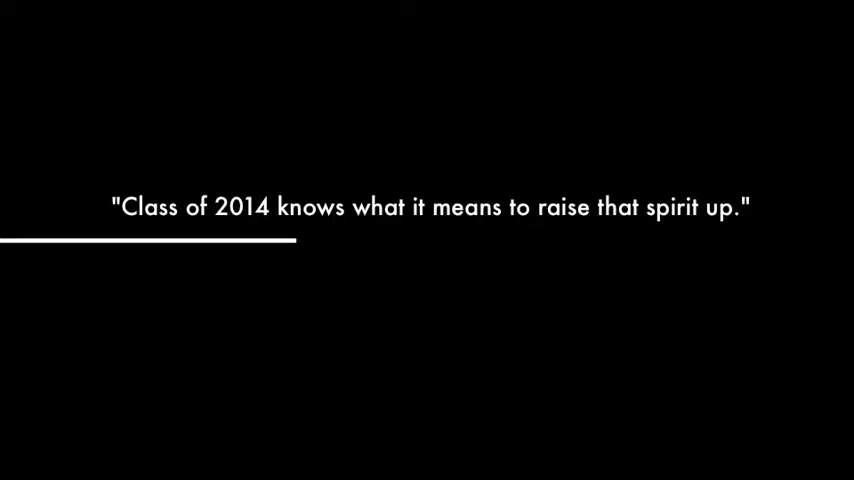 "Class of 2014 knows what it means to raise that spirit up."